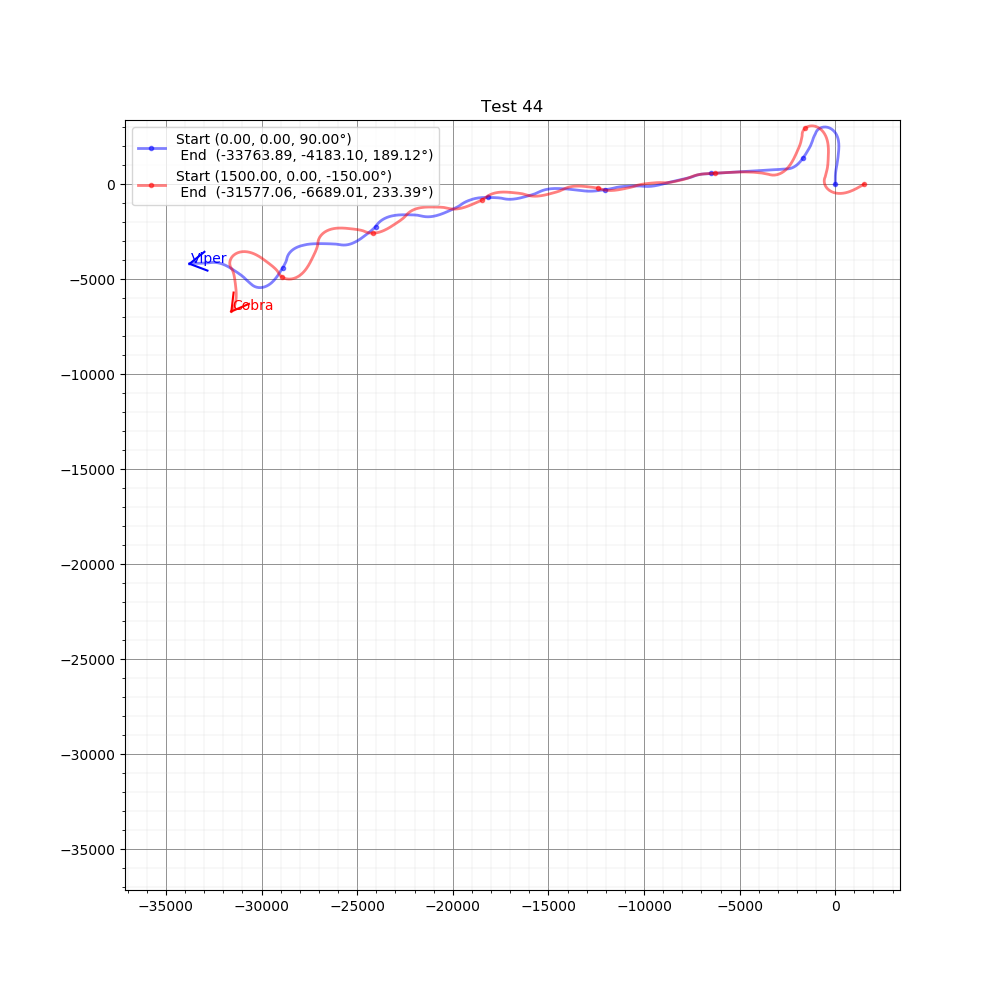 Test 44
Start (0.00, 0.00, 90.00°)
End  (-33763.89, -4183.10, 189.12°)
Start (1500.00, 0.00, -150.00°)
End  (-31577.06, -6689.01, 233.39°)
0
Viper
−5000
Cobra
−10000
−15000
−20000
−25000
−30000
−35000
−35000 −30000 −25000 −20000 −15000 −10000 −5000 0